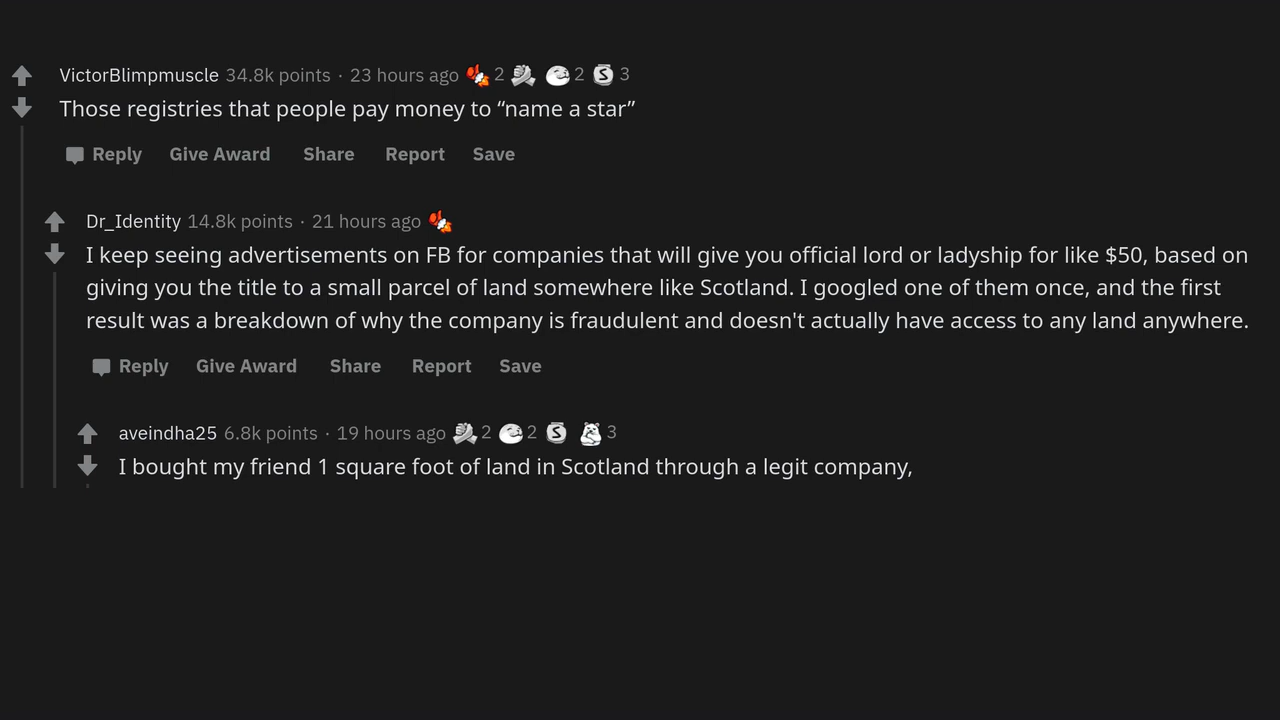 VictorBlimpmuscle 34.8k points · 23 hours ago 2 2 3
Those registries that people pay money to “name a star”
Reply Give Award Share Report Save
Dr_Identity 14.8k points · 21 hours ago
I keep seeing advertisements on FB for companies that will give you official lord or ladyship for like $50, based on
giving you the title to a small parcel of land somewhere like Scotland. I googled one of them once, and the first
result was a breakdown of why the company is fraudulent and doesn't actually have access to any land anywhere.
Reply Give Award Share Report Save
aveindha25 6.8k points · 19 hours ago 2 2 S 3
I bought my friend 1 square foot of land in Scotland through a legit company,